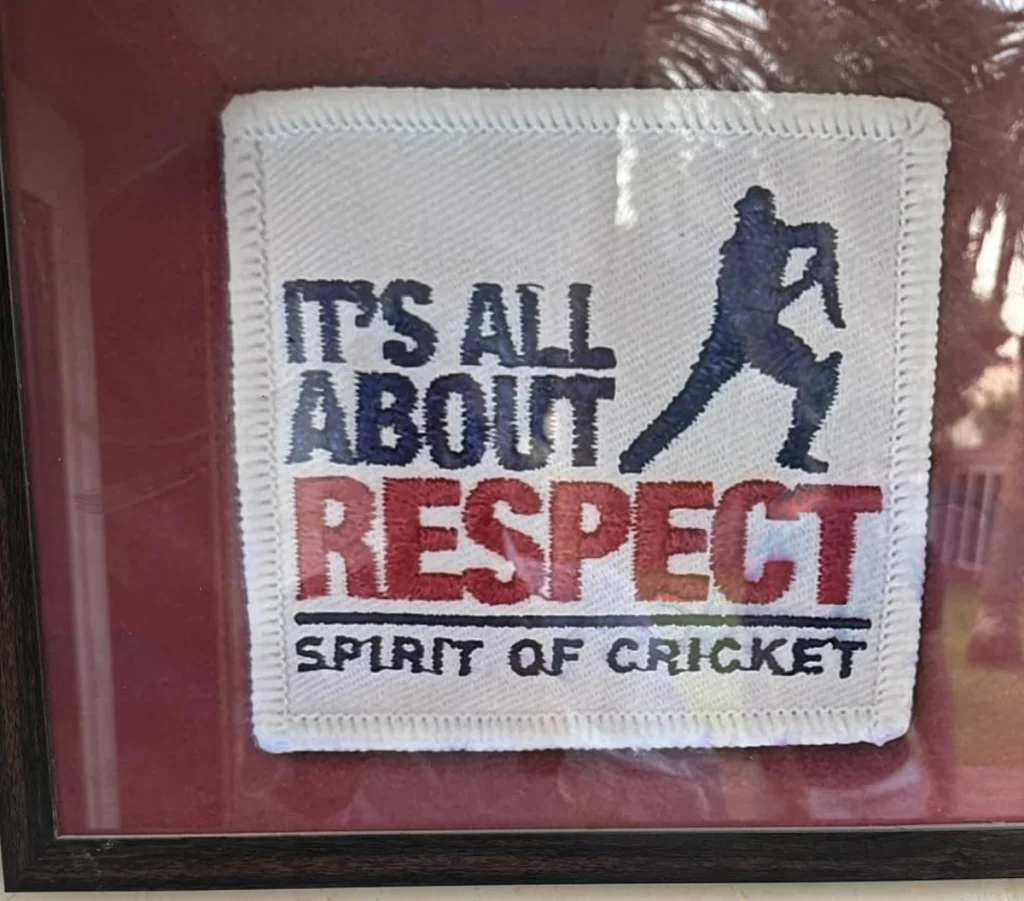 IT'S ALL
ABOUT
RESPECT
SPIRIT OF CRICKET